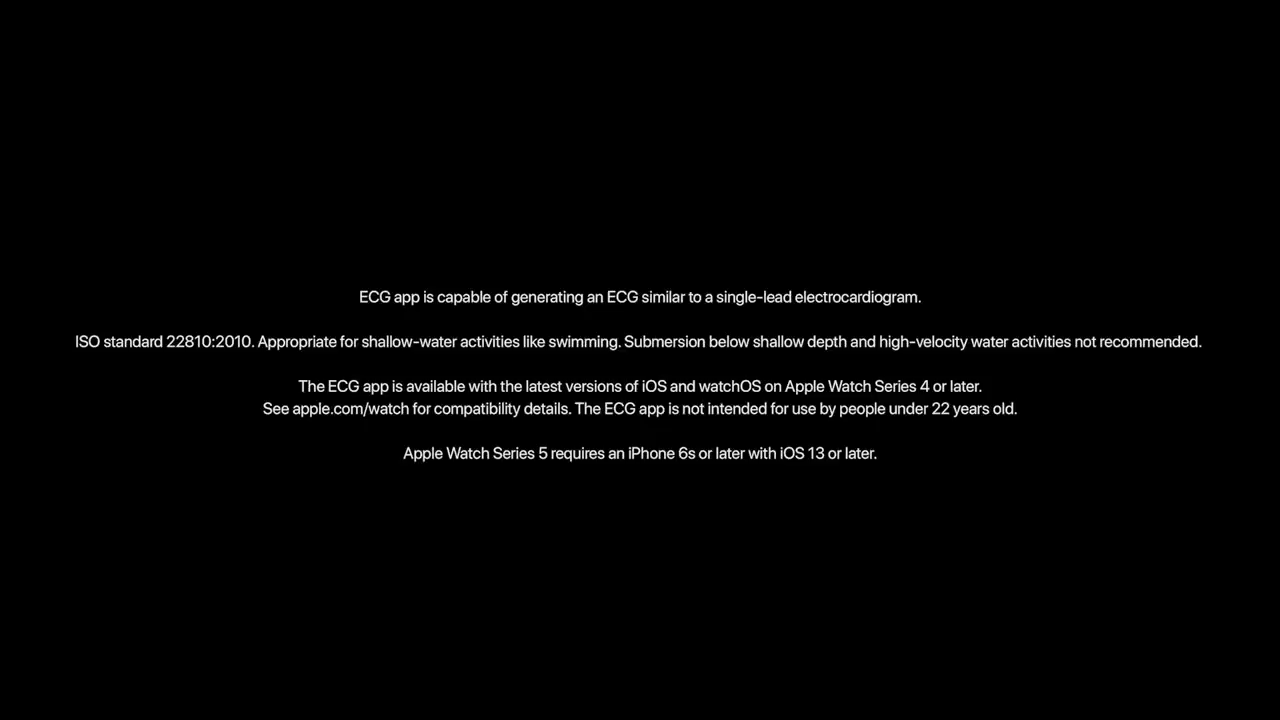 ECG app is capable of generating an ECG similar to a single-lead electrocardiogram.
ISO standard 22810:2010. Appropriate for shallow-water activities like swimming. Submersion below shallow depth and high-velocity water activities not recommended.
The ECG app is available with the latest versions of iOS and watchOS on Apple Watch Series 4 or later.
See apple.com/watch for compatibility details. The ECG app is not intended for use by people under 22 years old.
Apple Watch Series 5 requires an iPhone 6s or later with iOS 13 or later.